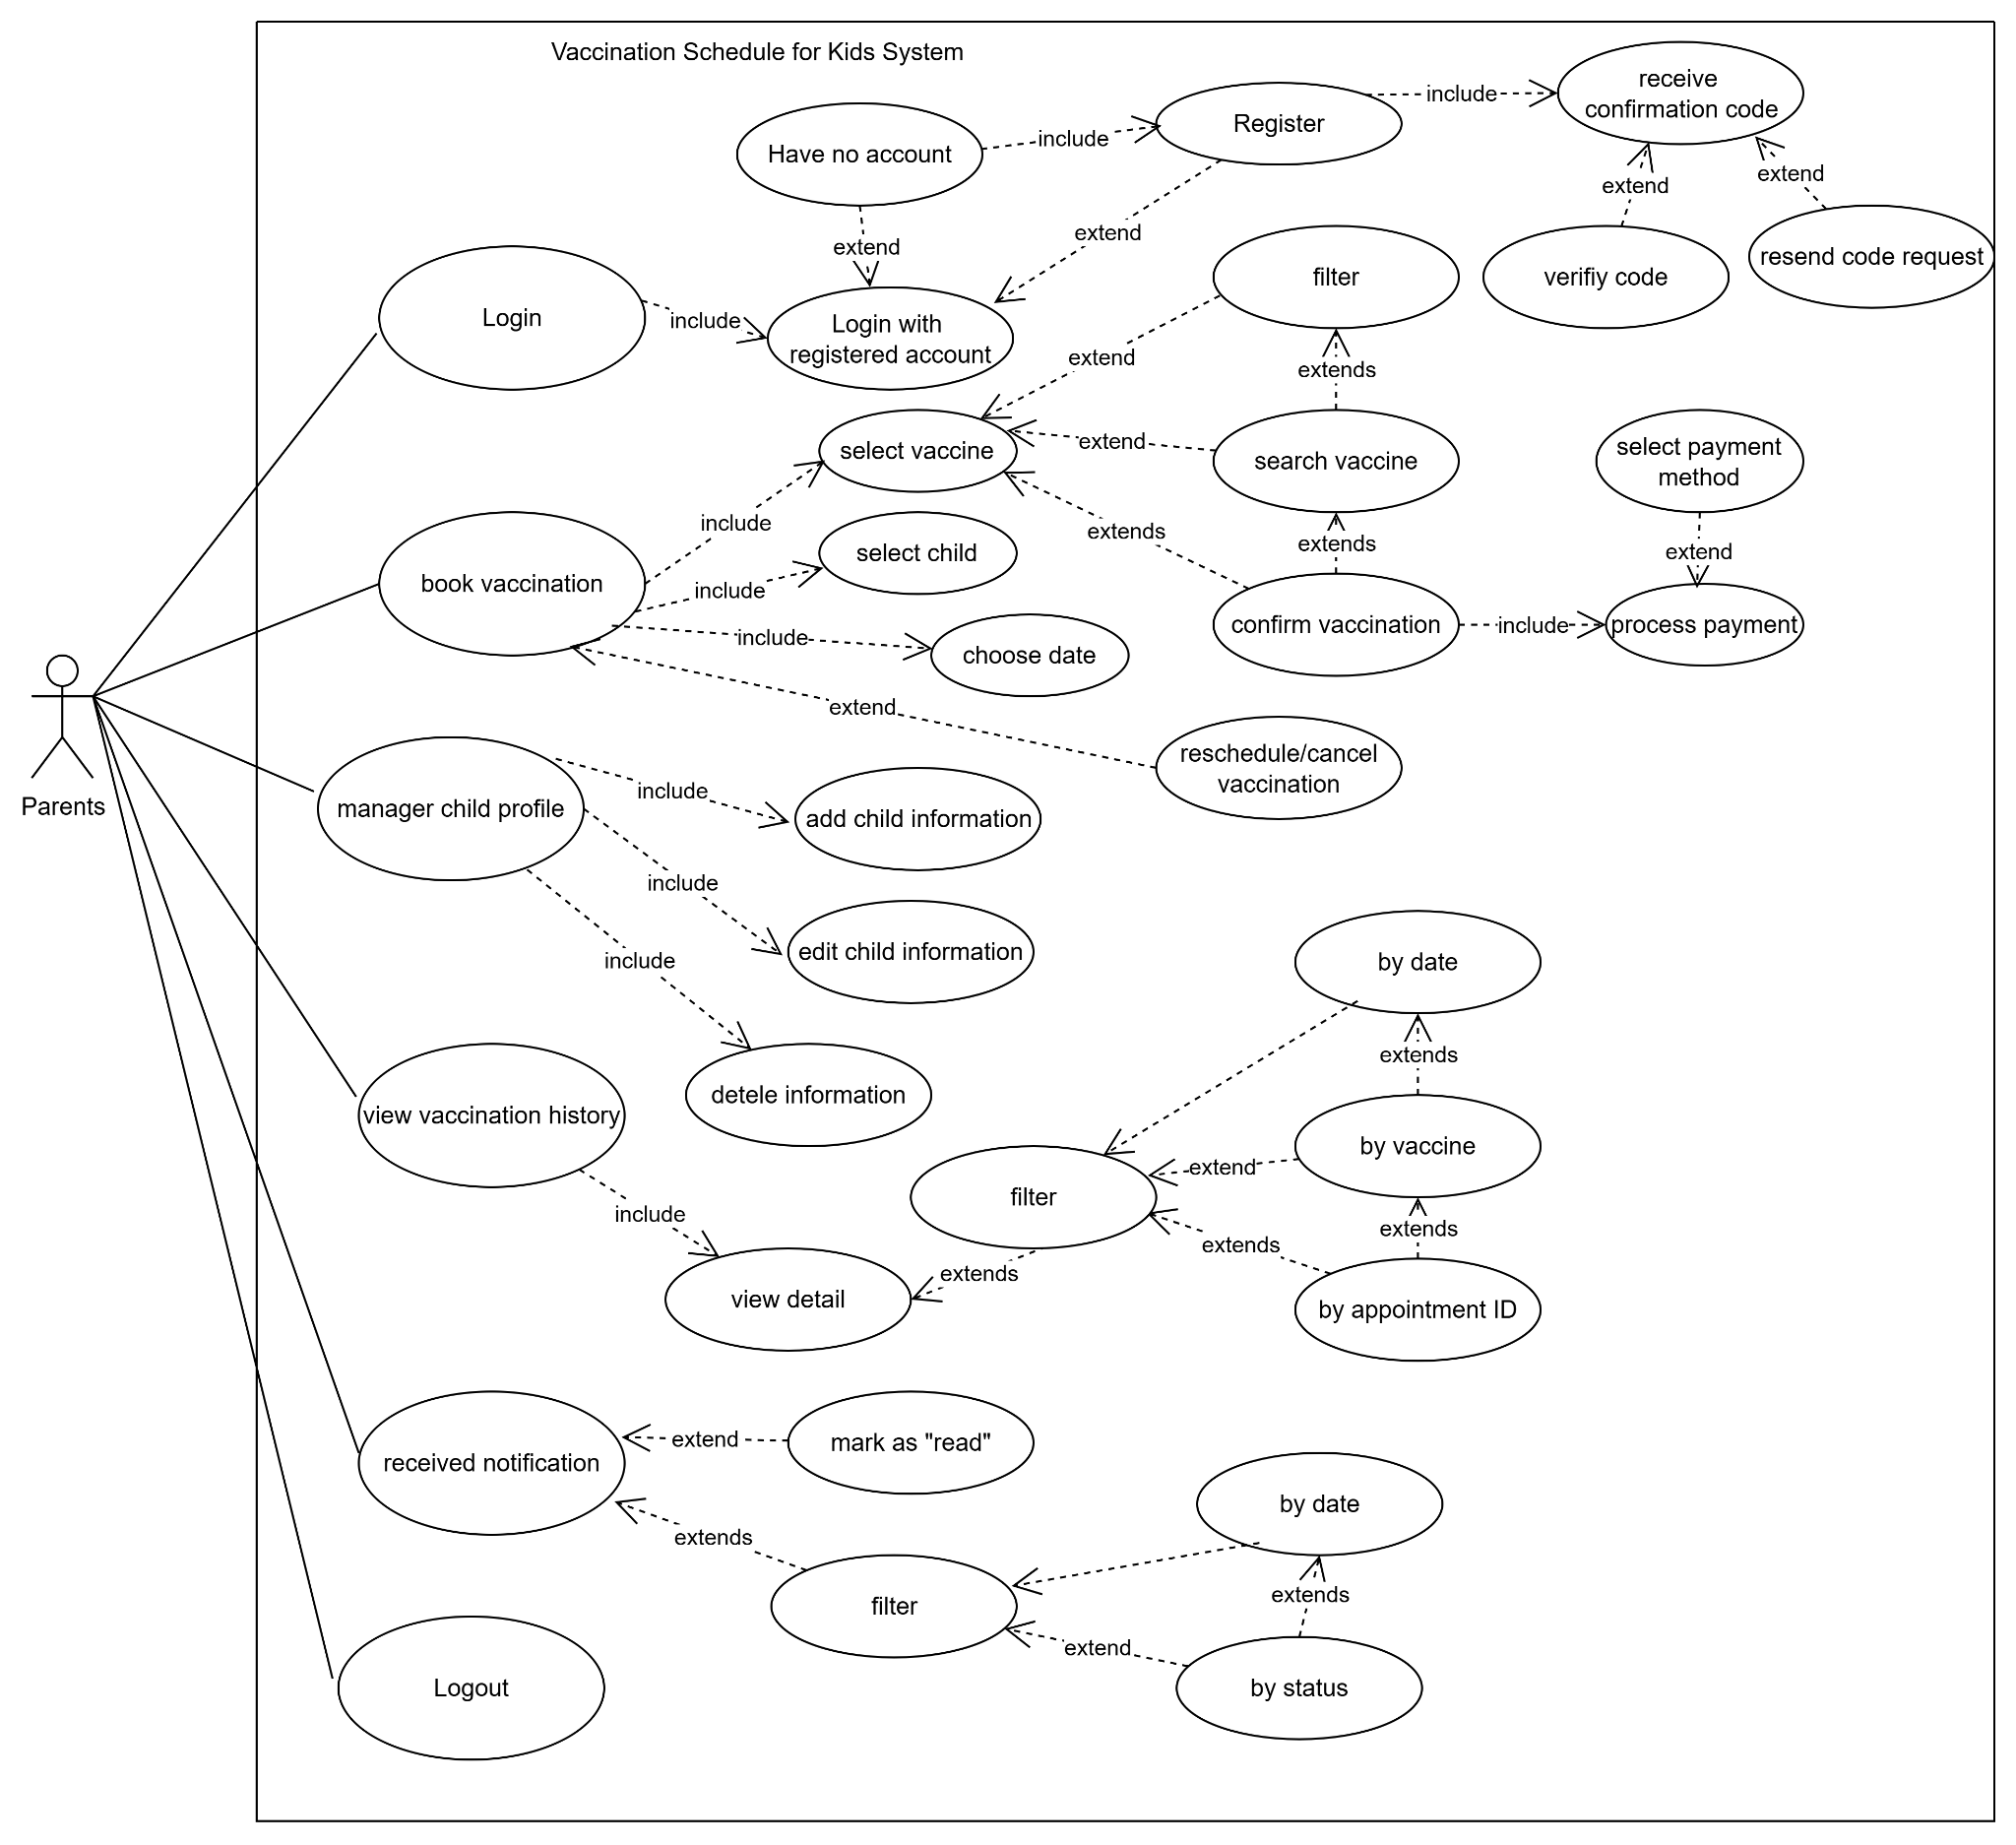 Vaccination Schedule for Kids System
receive
confirmation code
include
Register
include
Have no account
extend
extend
resend code request
extend
extend
verifiy code
filter
Login
include
Login with
registered account
extend
extends
select vaccine
extend
search vaccine
select payment
method
include
extends
extends
extend
select child
book vaccination
include
confirm vaccination
include
process payment
include
choose date
extend
reschedule/cancel
vaccination
Parents
manager child profile
include
add child information
include
edit child information
include
by date
extends
detele information
view vaccination history
by vaccine
extend
filter
include
extends
extends
extends
view detail
by appointment ID
received notification
extend
mark as "read"
by date
extends
filter
extends
extend
Logout
by status